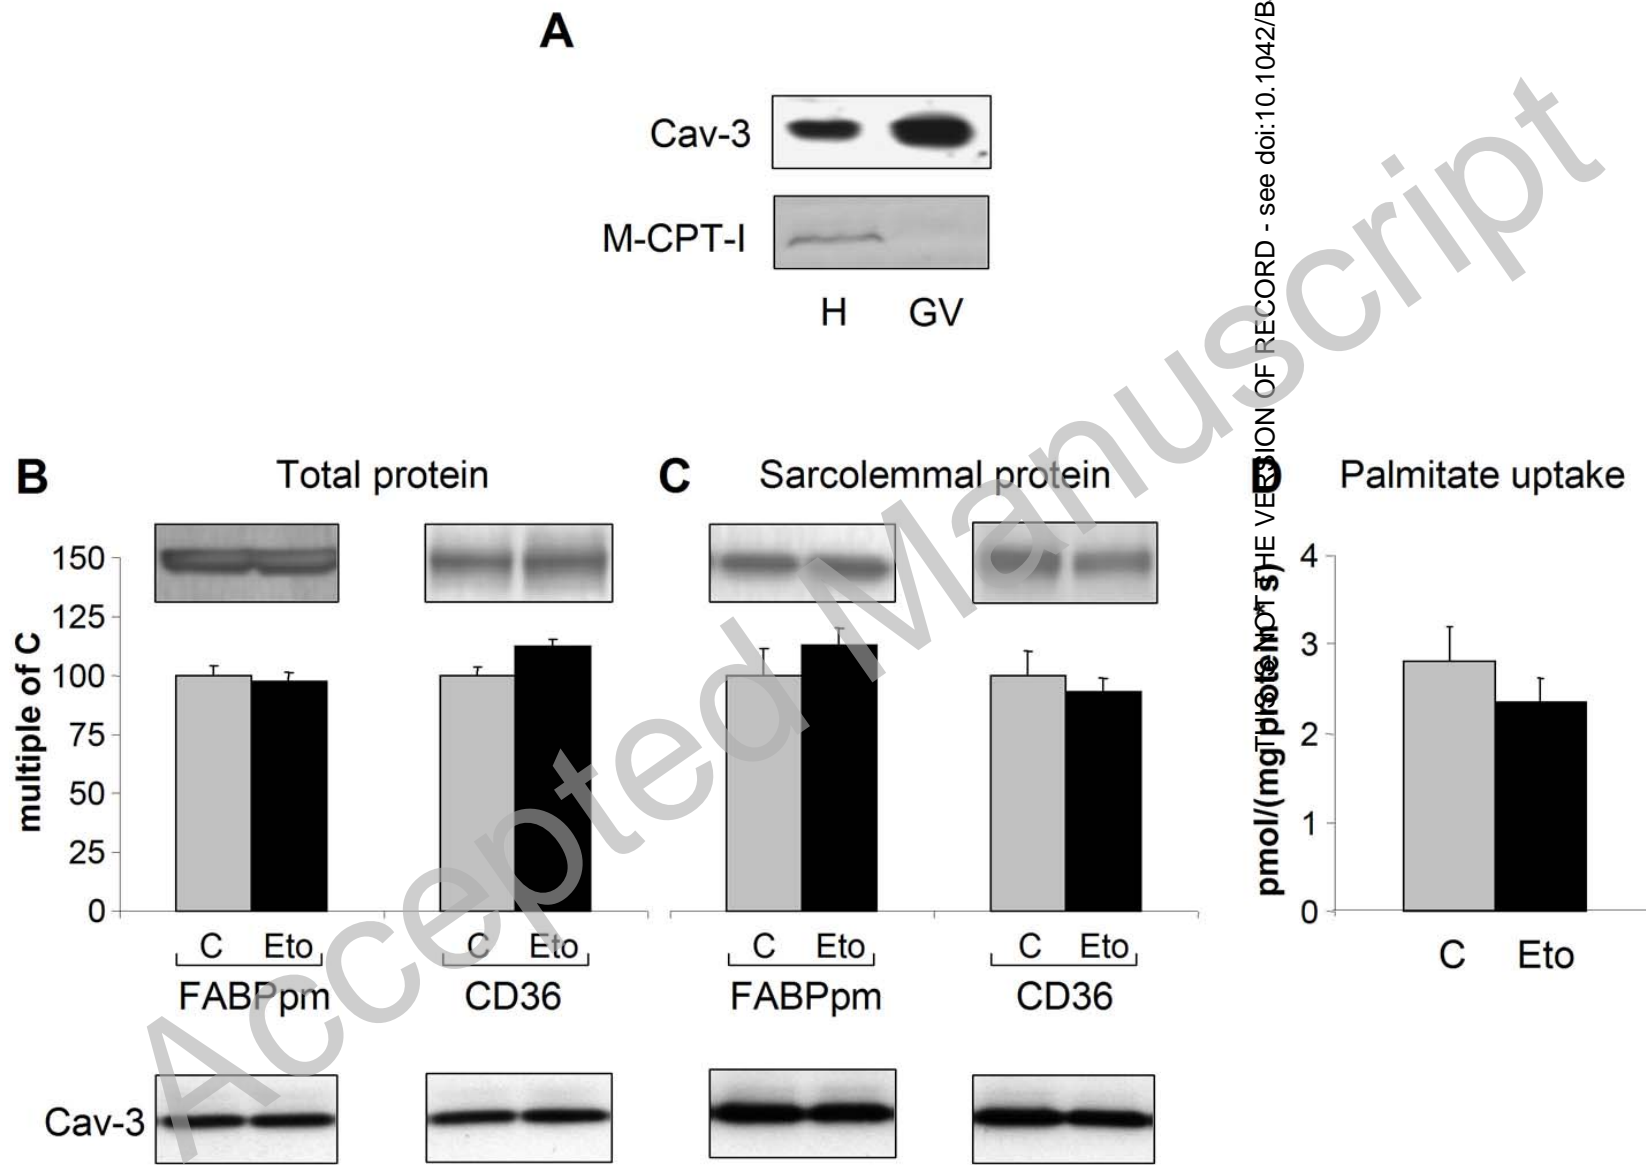 A
Cav-3
M-CPT-I
H GV
THIS IS NOT THE VERSION OF RECORD - see doi:10.1042/B
Accepted Manuscript
B Total protein
C Sarcolemmal protein
D Palmitate uptake
multiple of C
150
125
100
75
50
25
0
C Eto C Eto C Eto C Eto
FABPpm CD36 FABPpm CD36
Cav-3
pmol/(mg protein * s)
4
3
2
1
0
C Eto